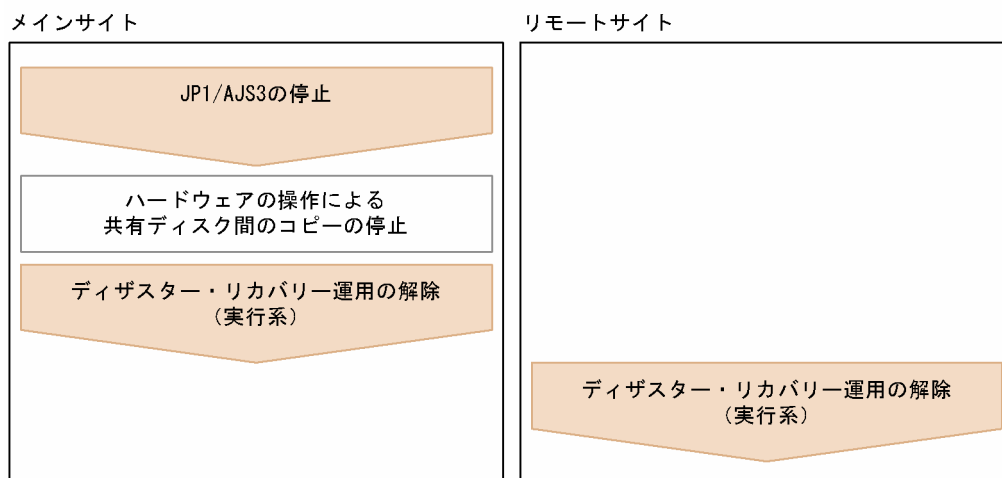 メインサイト
JP1/AJS3の停止
ハードウェアの操作による
共有ディスク間のコピーの停止
ディザスター・リカバリー運用の解除
（実行系）
リモートサイト
ディザスター・リカバリー運用の解除
（実行系）